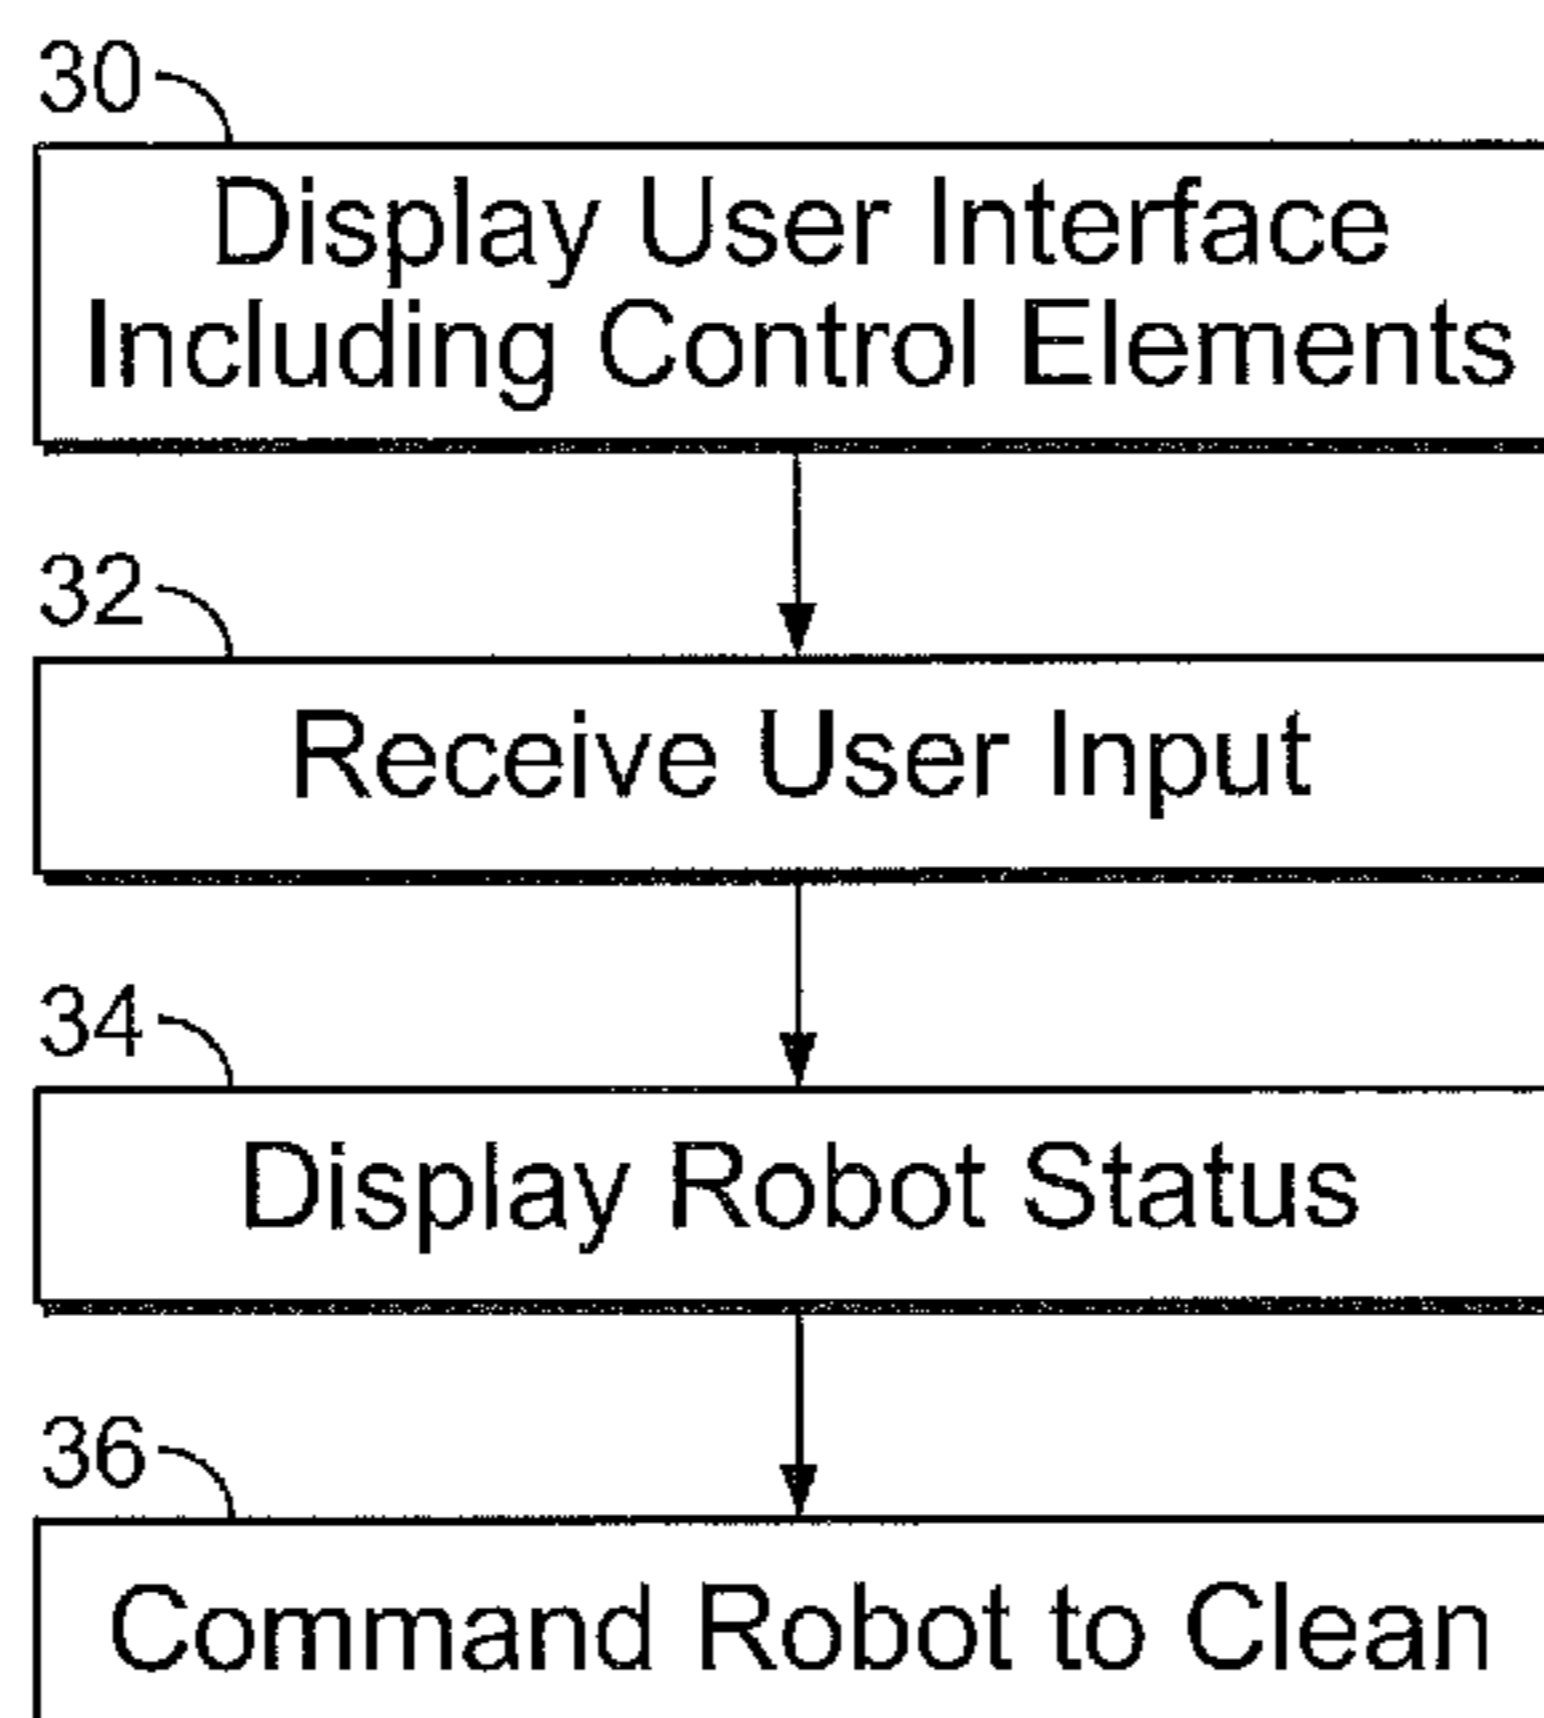 30
Display User Interface
Including Control Elements
32
Receive User Input
34
Display Robot Status
36
Command Robot to Clean